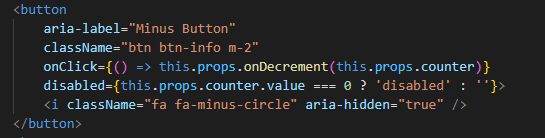 <button
aria-label="Minus Button"
className="btn btn-info m-2"
onClick={() => this.props.onDecrement(this.props.counter)}
disabled={this.props.counter.value === 0 ? 'disabled' : ''}>
<i className="fa fa-minus-circle" aria-hidden="true" />
</button>